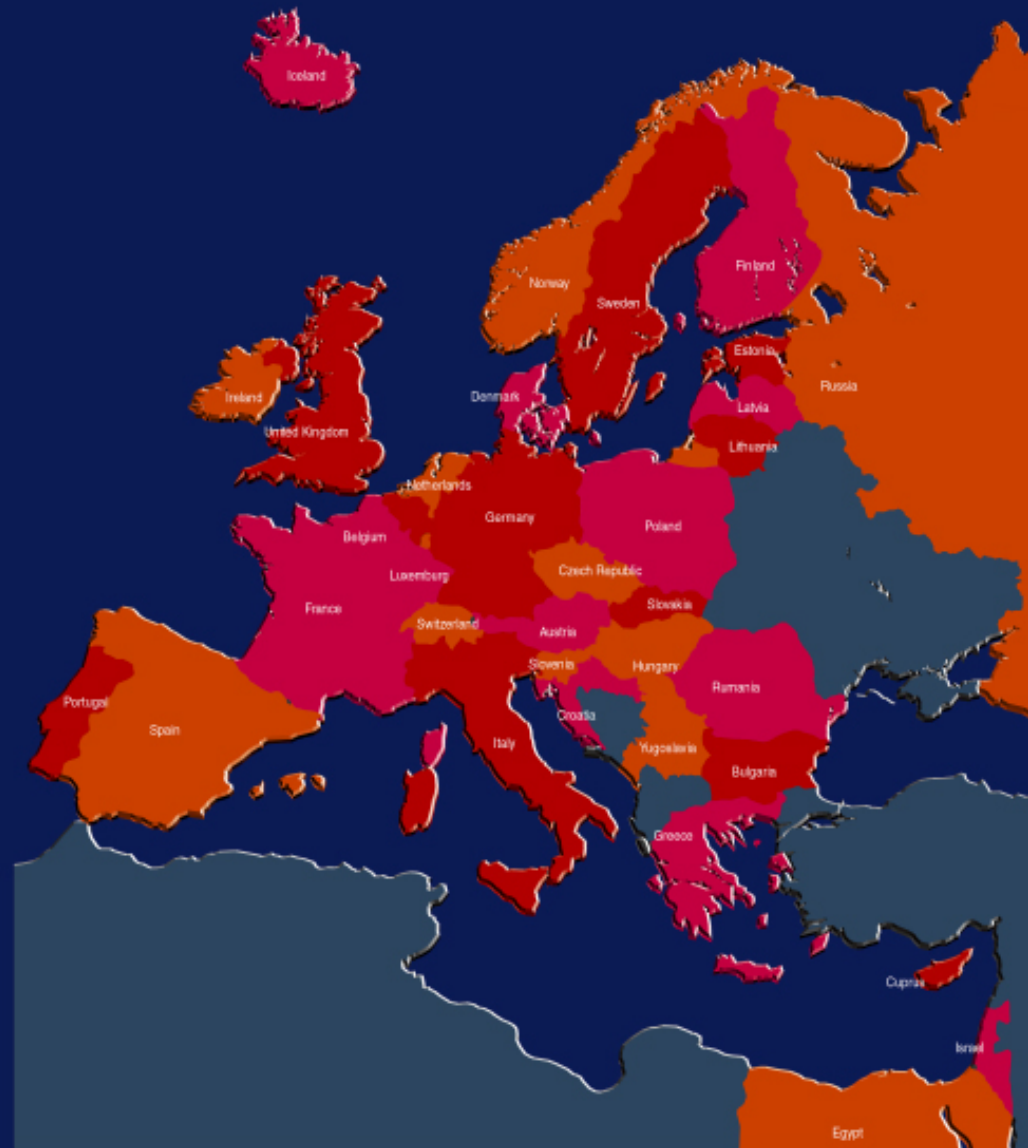 Iceland
Finland
Norway
Sweden
Estonia
Russia
Denmark
Ireland
Latvia
United Kingdom
Lithuania
Netherlands
Germany
Poland
Belgium
Czech Republic
Luxemburg
Slovakia
France
Switzerland
Austria
Slovenia
Hungary
Rumania
Portugal
Croatia
Spain
Italy
Yugoslavia
Bulgaria
Greece
Cuprus
Israel
Egypt